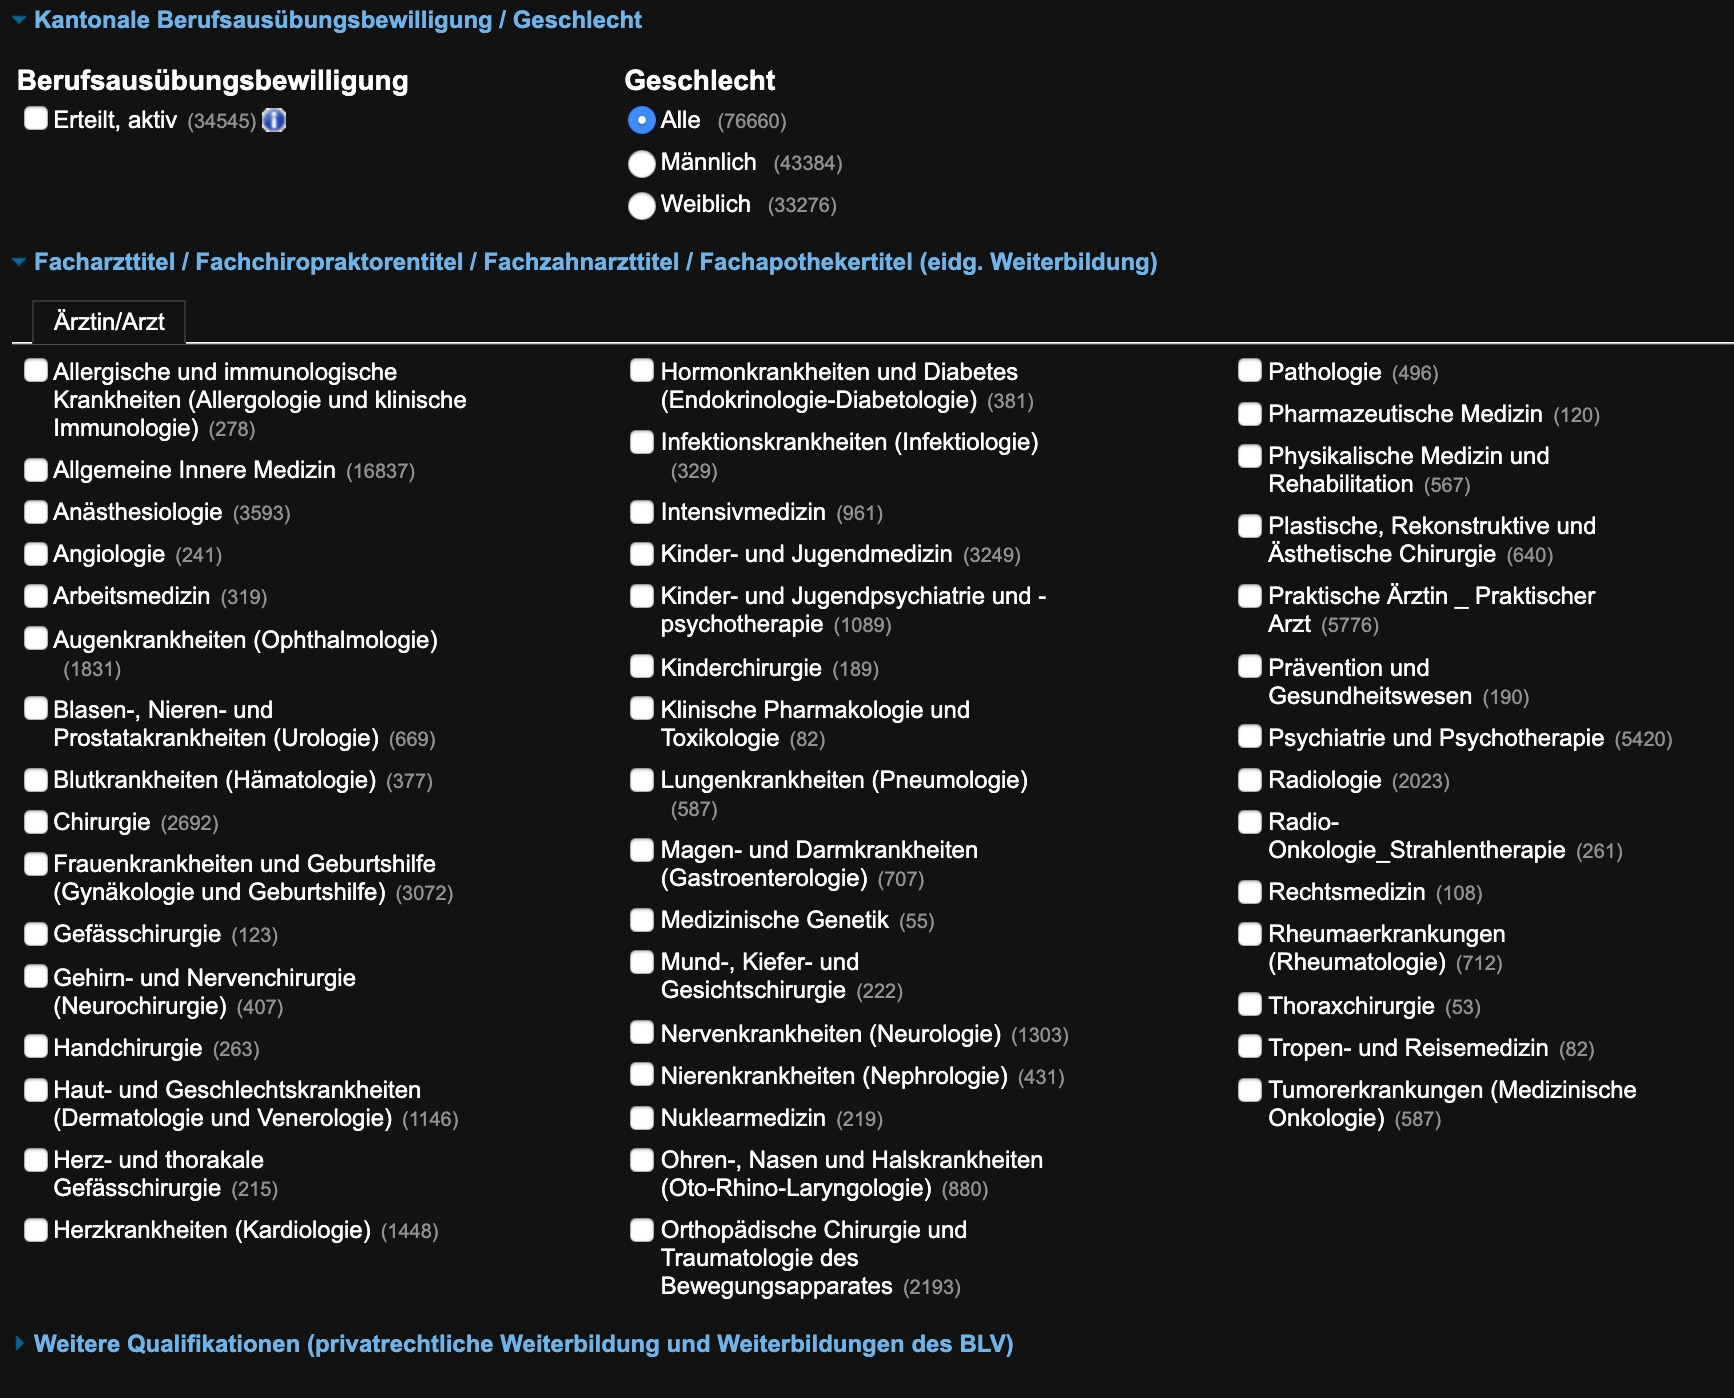 Kantonale Berufsausübungsbewilligung / Geschlecht
Berufsausübungsbewilligung
Erteilt, aktiv (34545)
Geschlecht
Alle (76660)
Männlich (43384)
Weiblich (33276)
Facharzttitel / Fachchiropraktorentitel / Fachzahnarzttitel / Fachapothekertitel (eidg. Weiterbildung)
Ärztin/Arzt
Allergische und immunologische
Krankheiten (Allergologie und klinische
Immunologie) (278)
Allgemeine Innere Medizin (16837)
Anästhesiologie (3593)
Angiologie (241)
Arbeitsmedizin (319)
Augenkrankheiten (Ophthalmologie)
(1831)
Blasen-, Nieren- und
Prostatakrankheiten (Urologie) (669)
Blutkrankheiten (Hämatologie) (377)
Chirurgie (2692)
Frauenkrankheiten und Geburtshilfe
(Gynäkologie und Geburtshilfe) (3072)
Gefässchirurgie (123)
Gehirn- und Nervenchirurgie
(Neurochirurgie) (407)
Handchirurgie (263)
Haut- und Geschlechtskrankheiten
(Dermatologie und Venerologie) (1146)
Herz- und thorakale
Gefässchirurgie (215)
Herzkrankheiten (Kardiologie) (1448)
Hormonkrankheiten und Diabetes
(Endokrinologie-Diabetologie) (381)
Infektionskrankheiten (Infektiologie)
(329)
Intensivmedizin (961)
Kinder- und Jugendmedizin (3249)
Kinder- und Jugendpsychiatrie und -
psychotherapie (1089)
Kinderchirurgie (189)
Klinische Pharmakologie und
Toxikologie (82)
Lungenkrankheiten (Pneumologie)
(587)
Magen- und Darmkrankheiten
(Gastroenterologie) (707)
Medizinische Genetik (55)
Mund-, Kiefer- und
Gesichtschirurgie (222)
Nervenkrankheiten (Neurologie) (1303)
Nierenkrankheiten (Nephrologie) (431)
Nuklearmedizin (219)
Ohren-, Nasen und Halskrankheiten
(Oto-Rhino-Laryngologie) (880)
Orthopädische Chirurgie und
Traumatologie des
Bewegungsapparates (2193)
Pathologie (496)
Pharmazeutische Medizin (120)
Physikalische Medizin und
Rehabilitation (567)
Plastische, Rekonstruktive und
Ästhetische Chirurgie (640)
Praktische Ärztin _ Praktischer
Arzt (5776)
Prävention und
Gesundheitswesen (190)
Psychiatrie und Psychotherapie (5420)
Radiologie (2023)
Radio-
Onkologie_Strahlentherapie (261)
Rechtsmedizin (108)
Rheumaerkrankungen
(Rheumatologie) (712)
Thoraxchirurgie (53)
Tropen- und Reisemedizin (82)
Tumorerkrankungen (Medizinische
Onkologie) (587)
Weitere Qualifikationen (privatrechtliche Weiterbildung und Weiterbildungen des BLV)